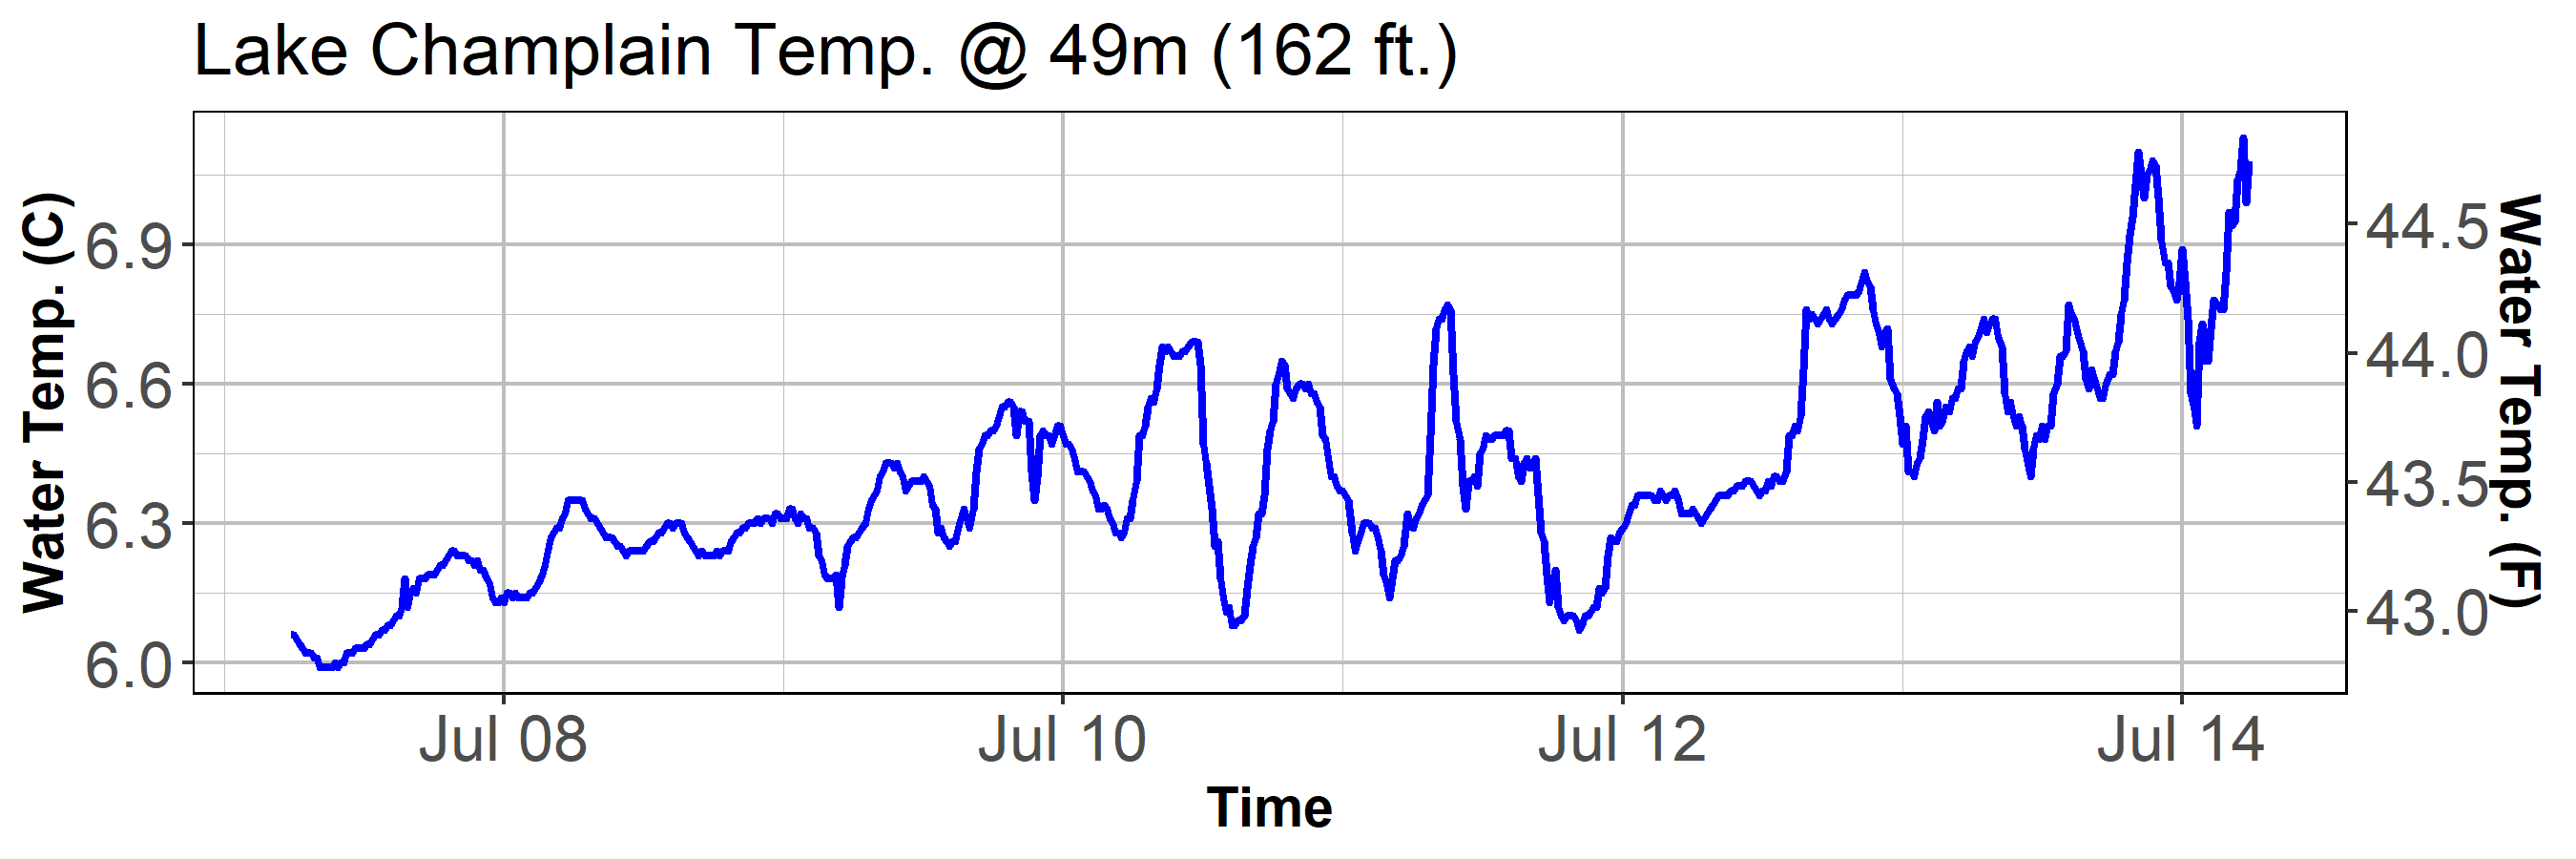 Lake Champlain Temp. @ 49m (162 ft.)
Water Temp. (C)
6.9
6.6
6.3
6.0
44.5
44.0
43.5
43.0
Water Temp. (F)
Jul 08
Jul 10
Jul 12
Jul 14
Time